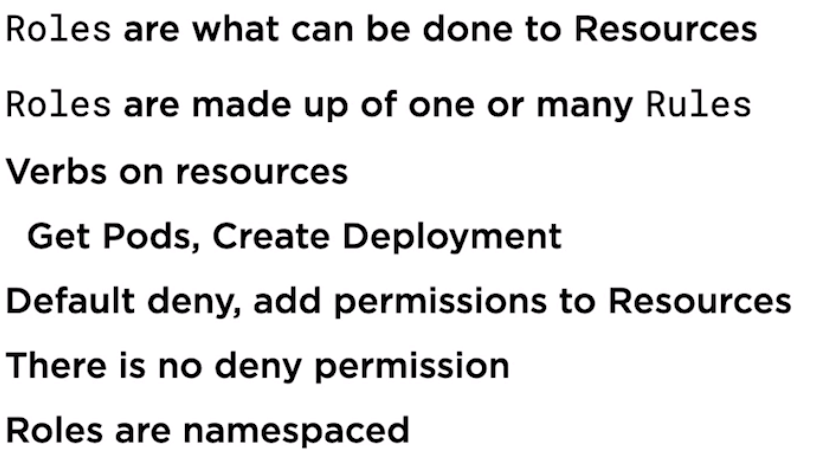 Roles are what can be done to Resources
Roles are made up of one or many Rules
Verbs on resources
Get Pods, Create Deployment
Default deny, add permissions to Resources
There is no deny permission
Roles are namespaced